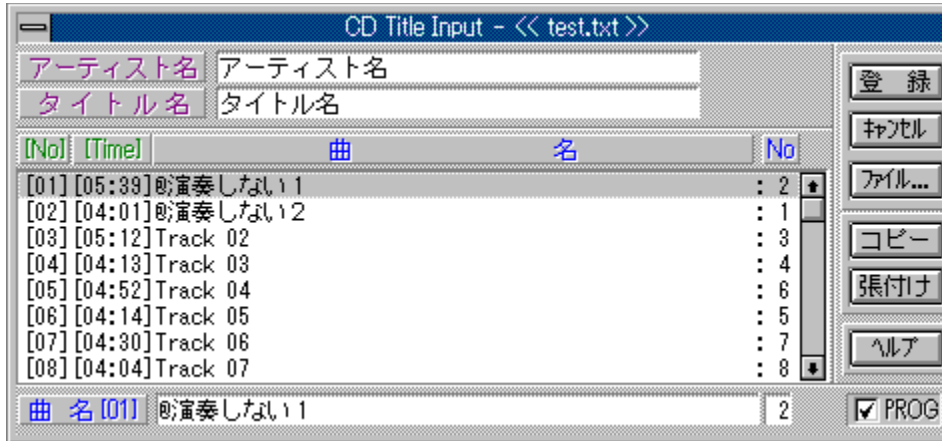 CD Title Input - << test.txt >>
アーティスト名 アーティスト名
タイトル名 タイトル名
[No] [Time] 曲 名 No
[01][05:39]@演奏しない1 : 2
[02][04:01]@演奏しない2 : 1
[03][05:12]Track 02 : 3
[04][04:13]Track 03 : 4
[05][04:52]Track 04 : 6
[06][04:14]Track 05 : 5
[07][04:30]Track 06 : 7
[08][04:04]Track 07 : 8
曲 名 [01] @演奏しない1 2
登 録
キャンセル
ファイル...
コピー
張付け
ヘルプ
PROG